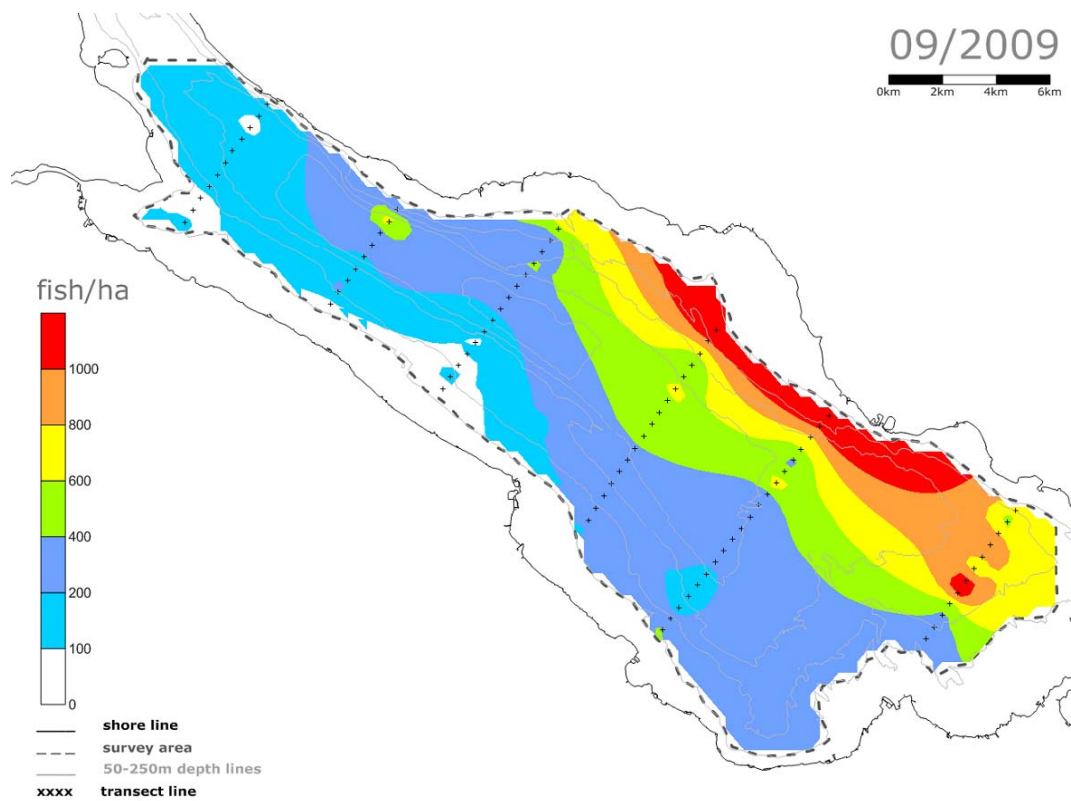 09/2009
0km 2km 4km 6km
fish/ha
1000
800
600
400
200
100
0
shore line
survey area
50-250m depth lines
xxxx transect line